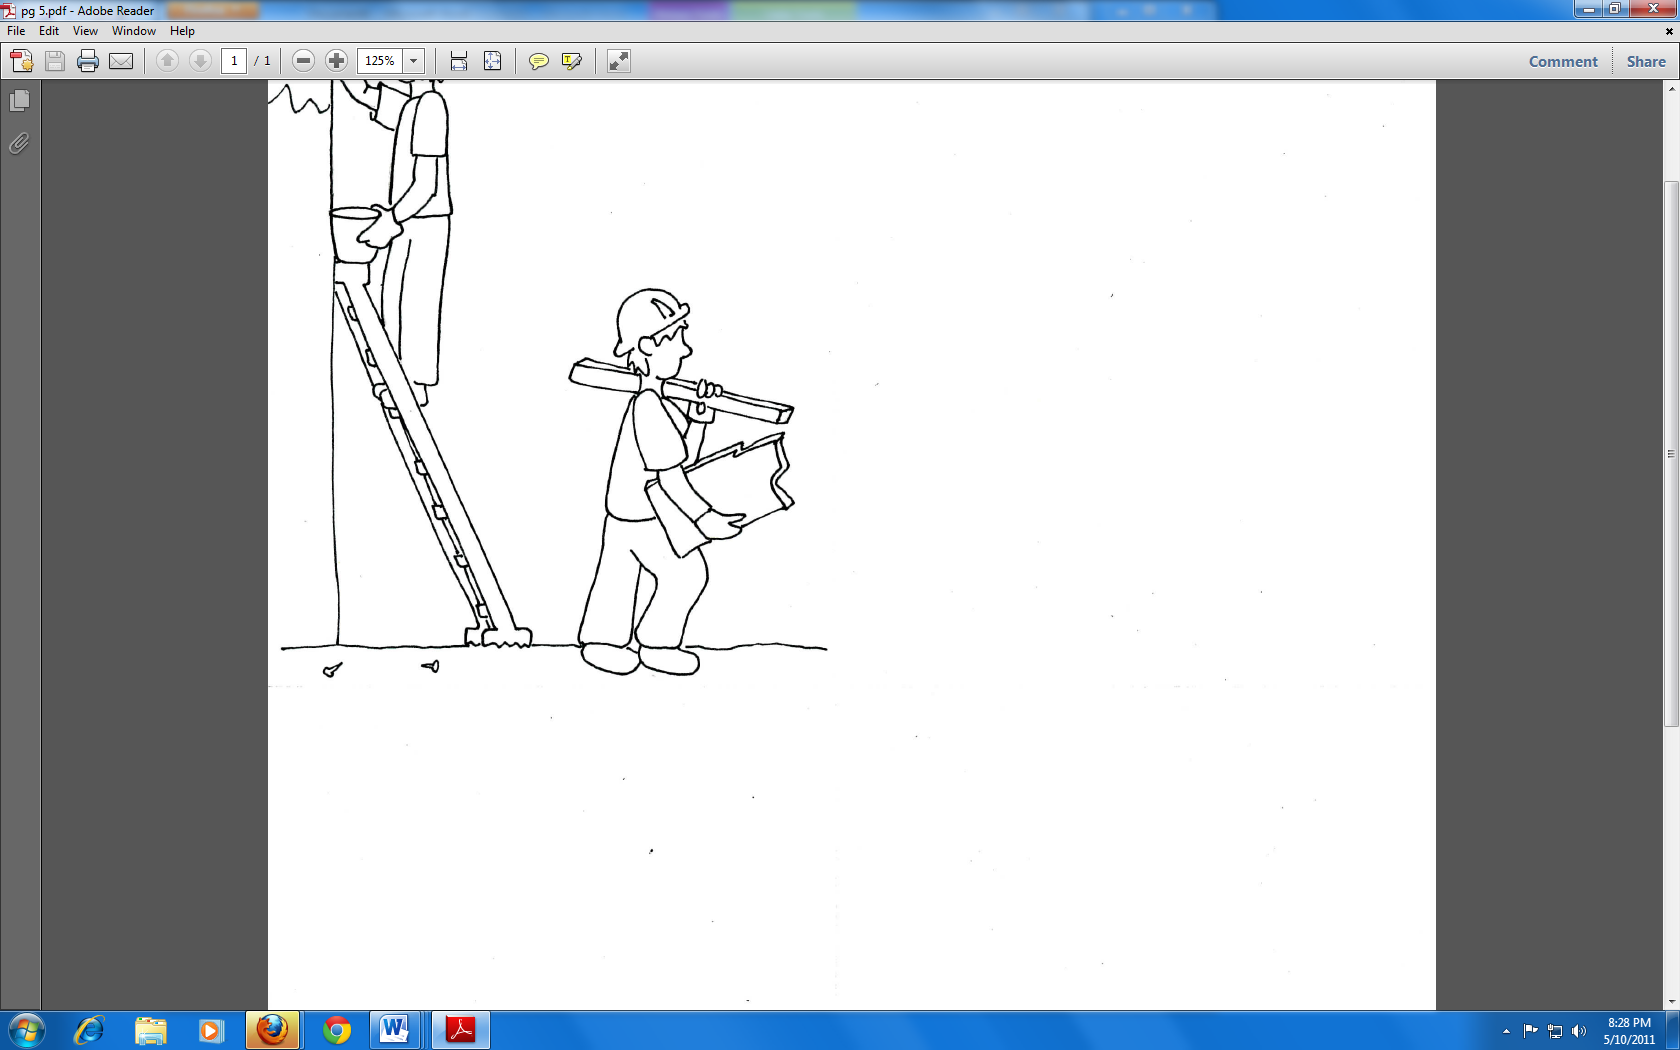 pg 5.pdf - Adobe Reader
File Edit View Window Help
1 / 1 125% Comment Share
8:28 PM
5/10/2011